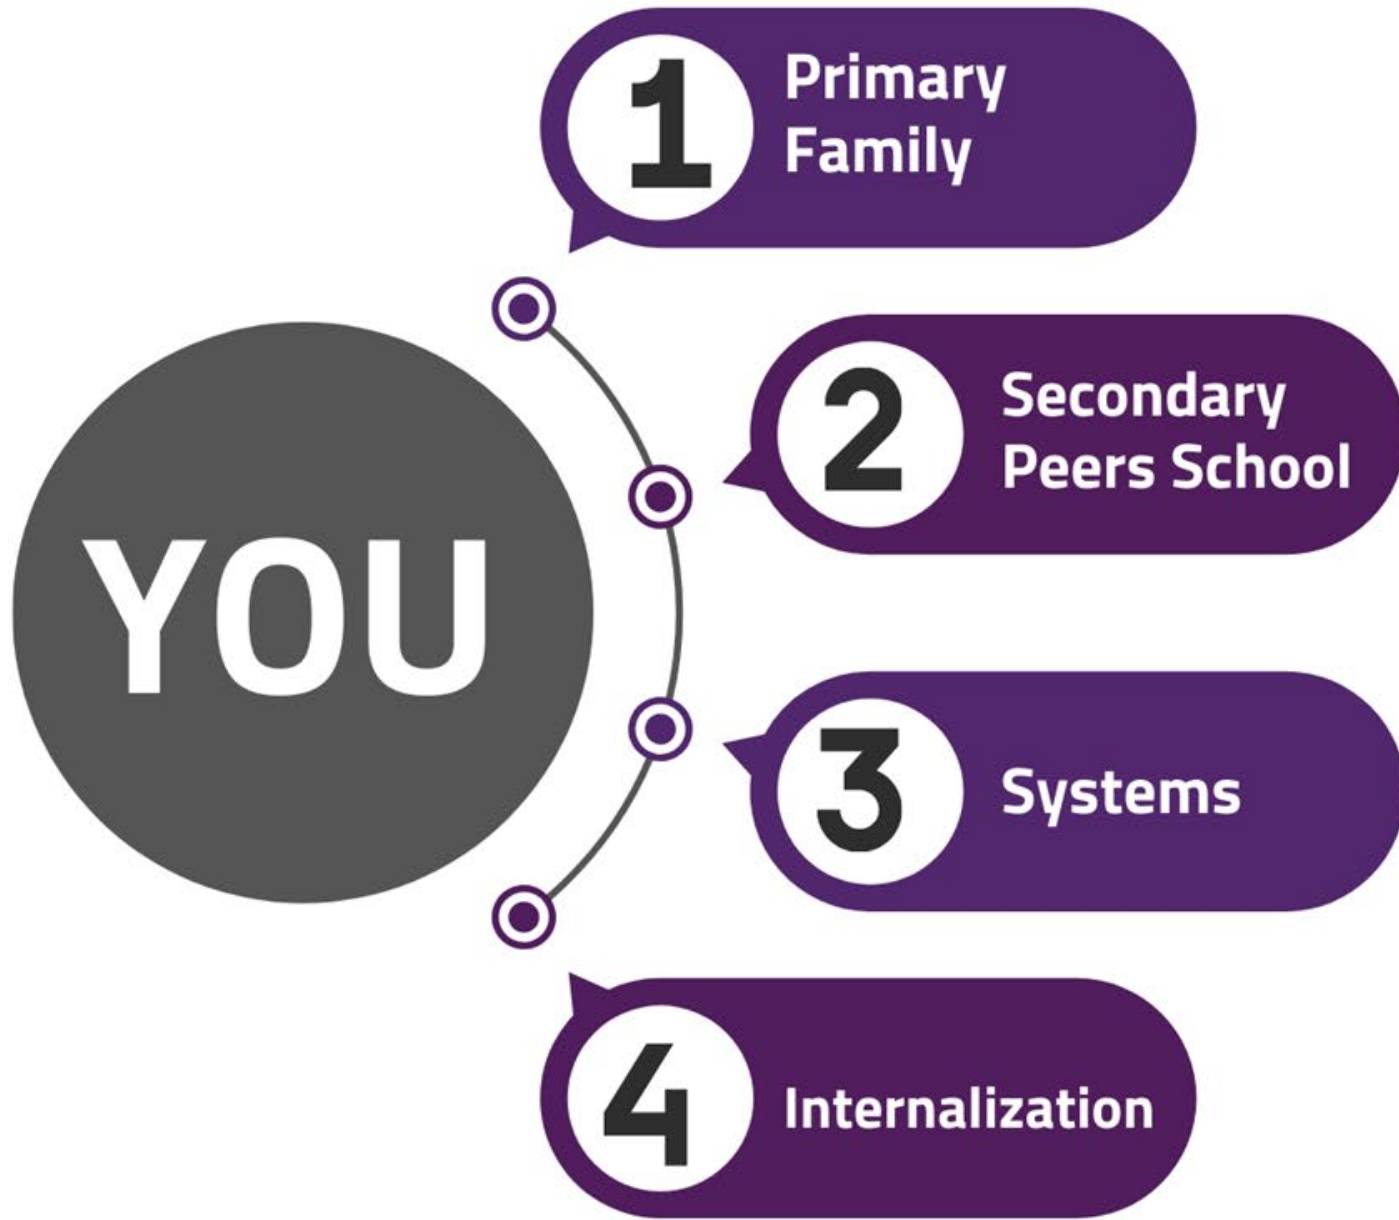 1
Primary
Family
2
Secondary
Peers School
YOU
3
Systems
4
Internalization